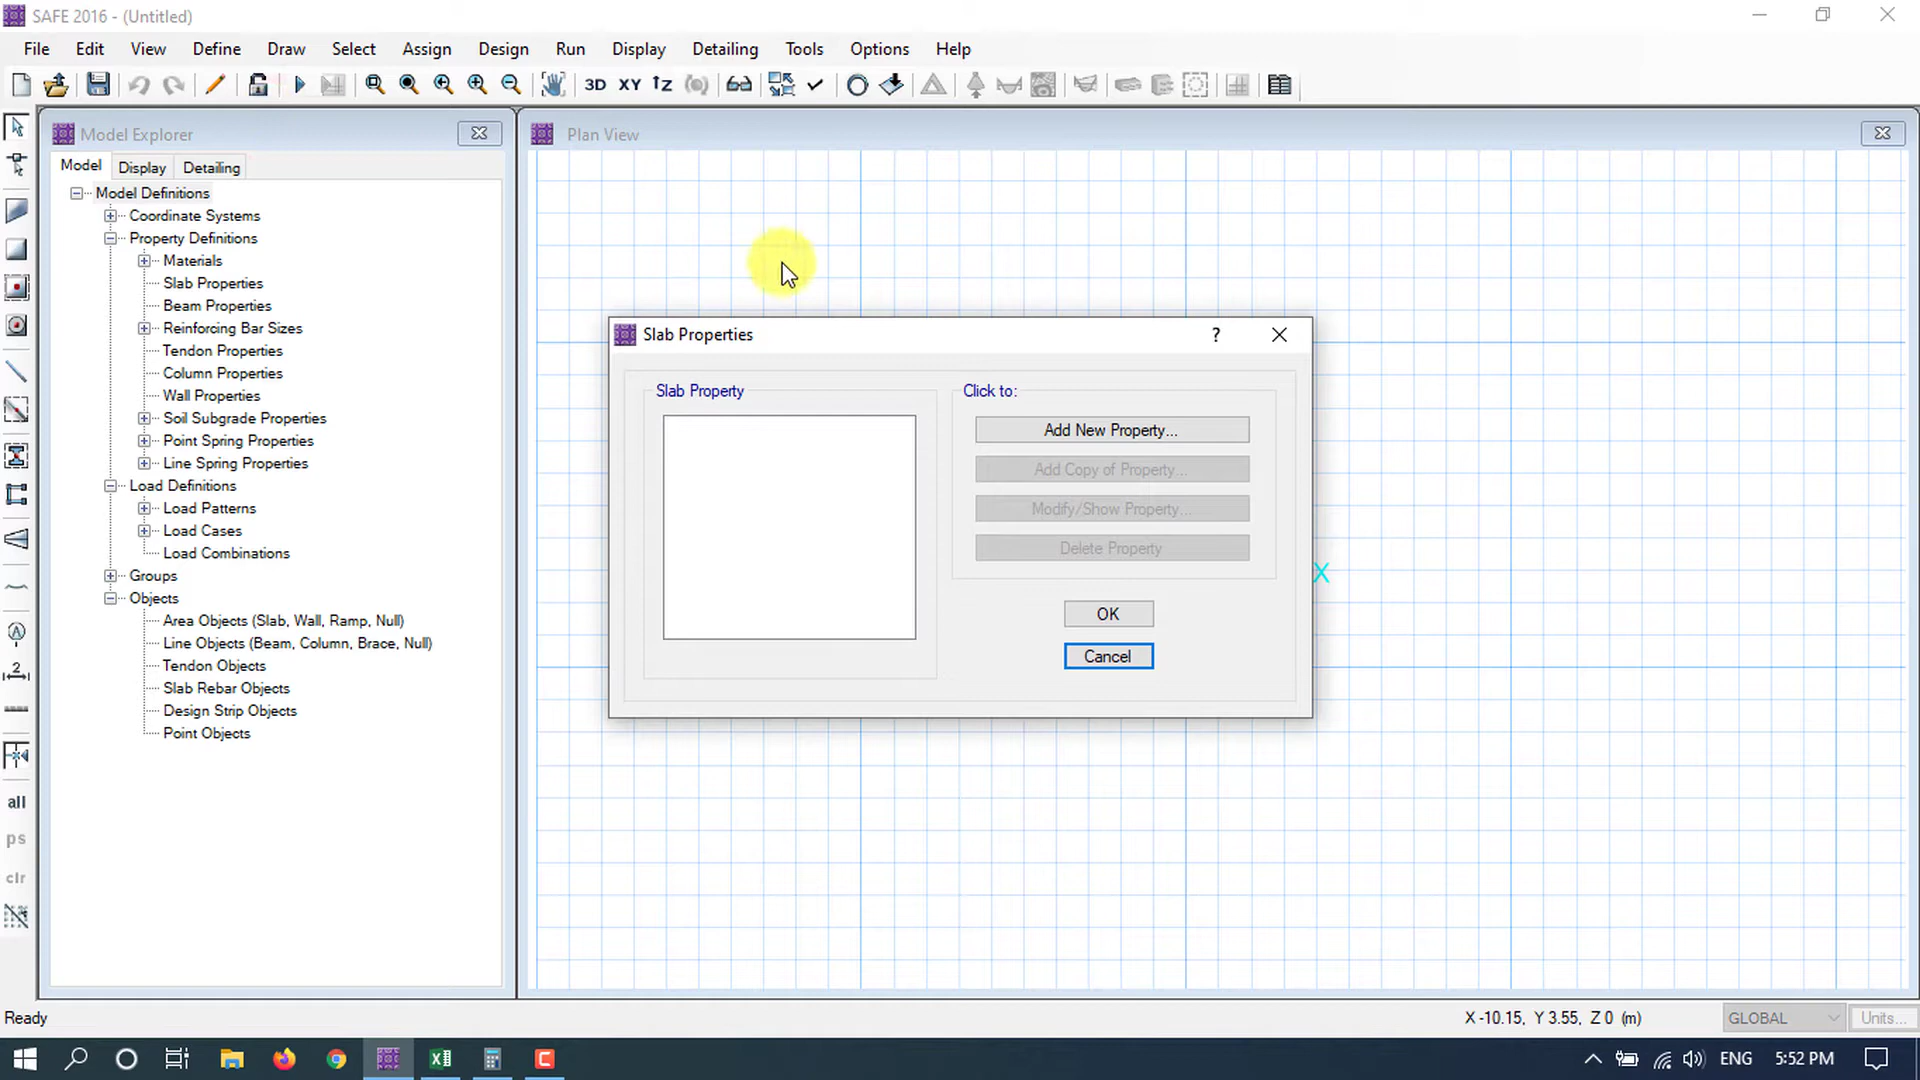 SAFE 2016 - (Untitled)
File Edit View Define Draw Select Assign Design Run Display Detailing Tools Options Help
3D XY
Model Explorer
Plan View
Model Display Detailing
Model Definitions
Coordinate Systems
Property Definitions
Materials
Slab Properties
Beam Properties
Reinforcing Bar Sizes
Tendon Properties
Column Properties
Wall Properties
Soil Subgrade Properties
Point Spring Properties
Line Spring Properties
Load Definitions
Load Patterns
Load Cases
Load Combinations
Groups
Objects
Area Objects (Slab, Wall, Ramp, Null)
Line Objects (Beam, Column, Brace, Null)
Tendon Objects
Slab Rebar Objects
Design Strip Objects
Point Objects
all
ps
clr
Slab Properties
?
Slab Property
Click to:
Add New Property...
Add Copy of Property...
Modify/Show Property...
Delete Property
OK
Cancel
X
Ready
X -10.15, Y 3.55, Z 0 (m)
GLOBAL
Units...
ENG
5:52 PM